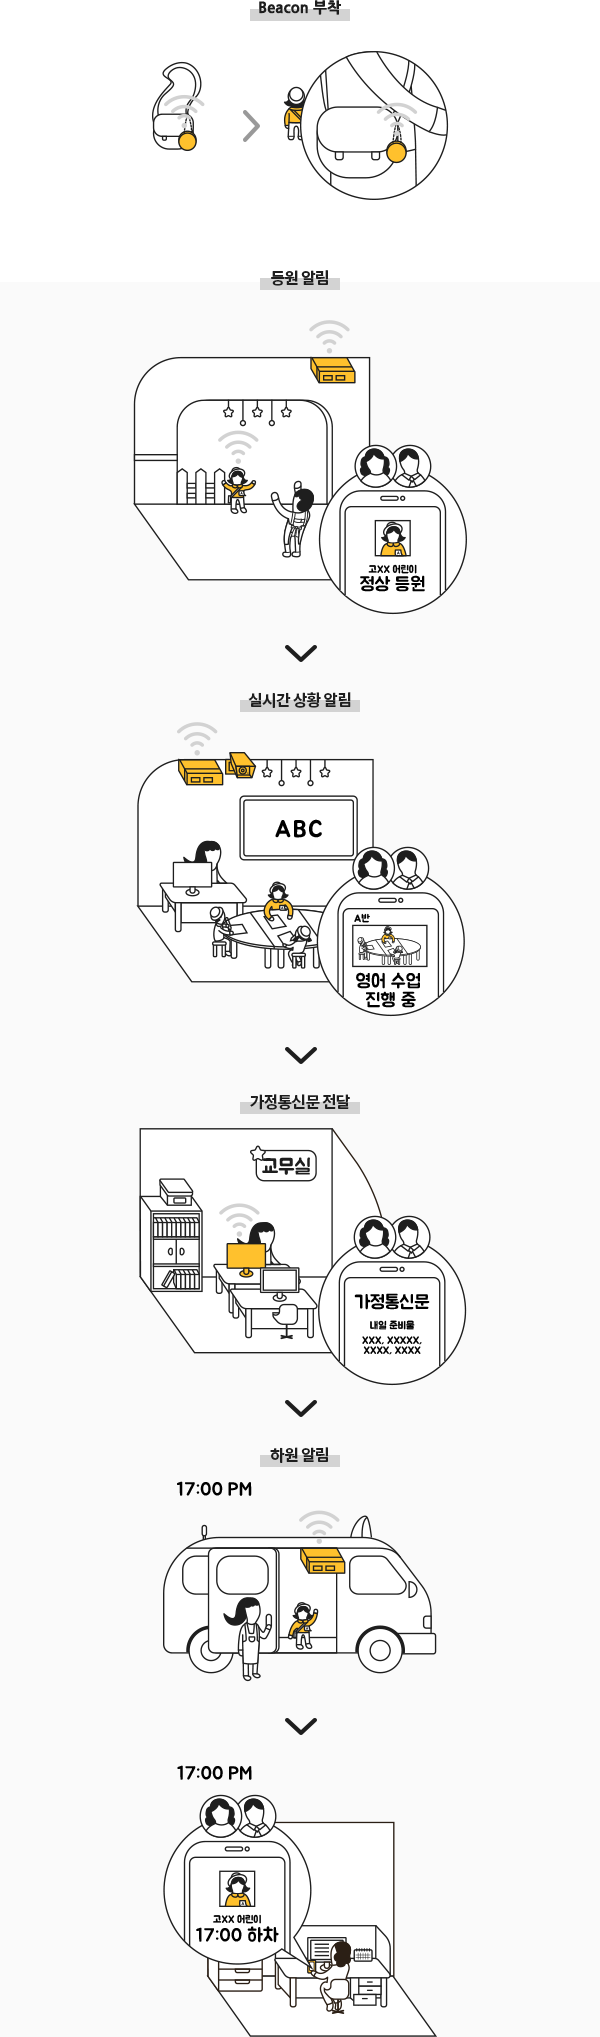 Beacon 부착
등원 알림
고XX 어린이
정상 등원
실시간 상황 알림
ABC
A반
영어 수업
진행 중
가정통신문 전달
교무실
가정통신문
내일 준비물
XXX, XXXXX,
XXXX, XXXX
하원 알림
17:00 PM
17:00 PM
고XX 어린이
17:00 하차